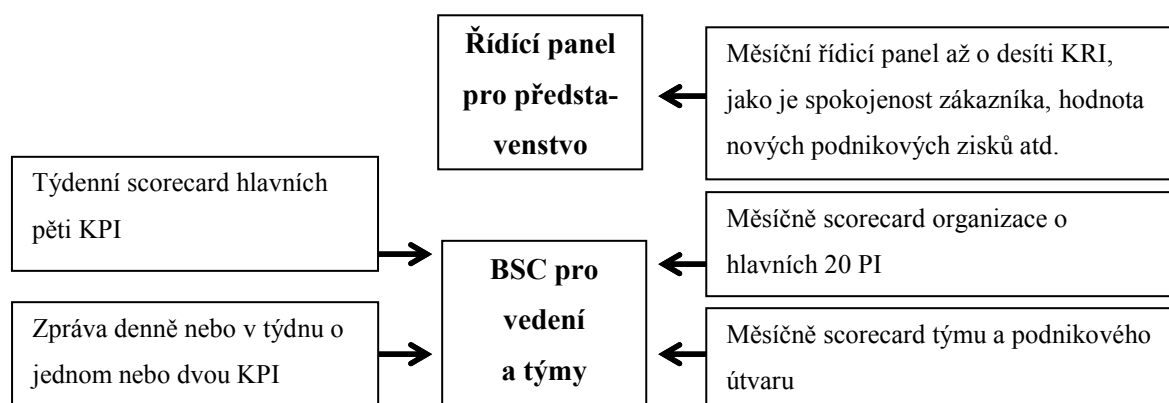 Řídící panel
pro představenstvo
Měsíční řídicí panel až o desíti KRI,
jako je spokojenost zákazníka, hodnota
nových podnikových zisků atd.
Týdenní scorecard hlavních
pěti KPI
Zpráva denně nebo v týdnu o
jednom nebo dvou KPI
BSC pro
vedení
a týmy
Měsíčně scorecard organizace o
hlavních 20 PI
Měsíčně scorecard týmu a podnikového
útvaru